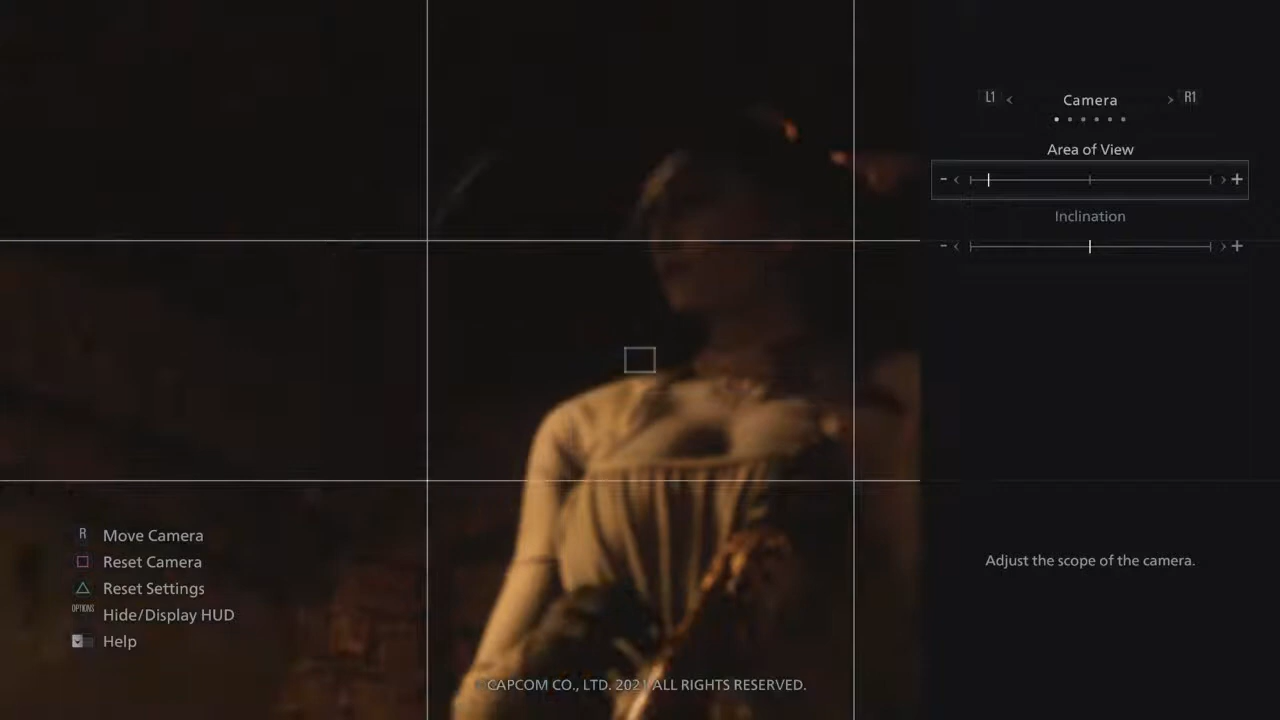 L1 < Camera > R1
Area of View
- < > +
Inclination
- < > +
R Move Camera
Reset Camera
Reset Settings
OPTIONS Hide/Display HUD
Help
Adjust the scope of the camera.
©CAPCOM CO., LTD. 2021 ALL RIGHTS RESERVED.